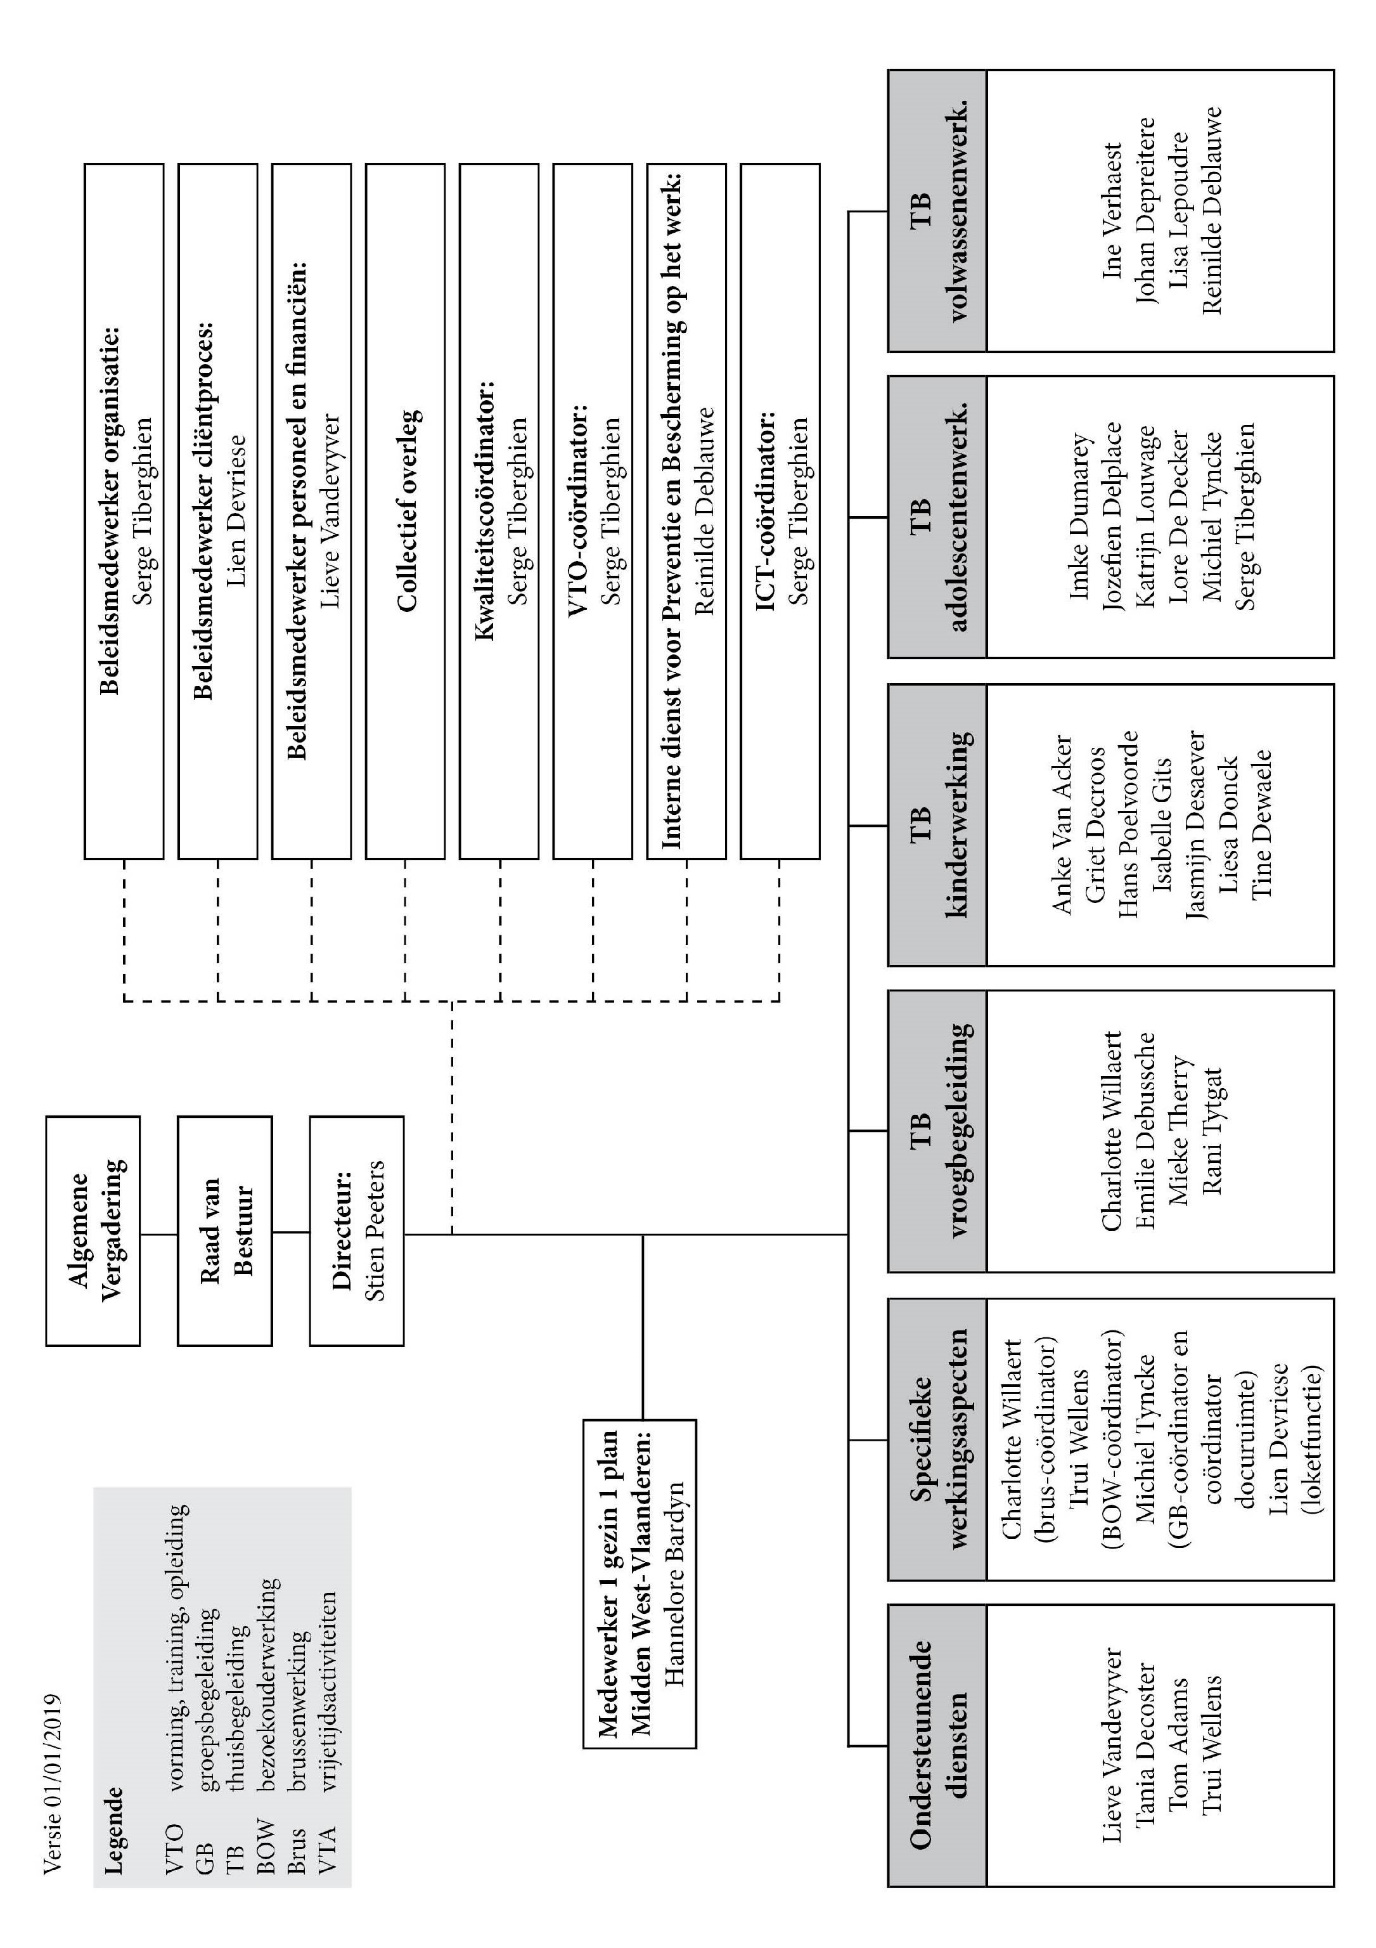 Versie 01/01/2019
Legende
VTO vorming, training, opleiding
GB groepsbegeleiding
TB thuisbegeleiding
BOW bezoekouderwerking
Brus brussenwerking
VTA vrijetijdsactiviteiten
Algemene
Vergadering
Raad van
Bestuur
Directeur:
Stien Peeters
Beleidsmedewerker organisatie:
Serge Tiberghien
Beleidsmedewerker cliëntproces:
Lien Devriese
Beleidsmedewerker personeel en financiën:
Lieve Vandevyver
Collectief overleg
Kwaliteitscoördinator:
Serge Tiberghien
VTO-coördinator:
Serge Tiberghien
Interne dienst voor Preventie en Bescherming op het werk:
Reinilde Deblauwe
ICT-coördinator:
Serge Tiberghien
Medewerker 1 gezin 1 plan
Midden West-Vlaanderen:
Hannelore Bardyn
Ondersteunende
diensten
Lieve Vandevyver
Tania Decoster
Tom Adams
Trui Wellens
Specifieke
werkingsaspecten
Charlotte Willaert
(brus-coördinator)
Trui Wellens
(BOW-coördinator)
Michiel Tyncke
(GB-coördinator en
coördinator
docuruimte)
Lien Devriese
(loketfunctie)
TB
vroegbegeleiding
Charlotte Willaert
Emilie Debussche
Mieke Therry
Rani Tytgat
TB
kinderwerking
Anke Van Acker
Griet Decroos
Hans Poelvoorde
Isabelle Gits
Jasmijn Desaever
Liesa Donck
Tine Dewaele
TB
adolescentenwerk.
Imke Dumarey
Jozefien Delplace
Katrijn Louwage
Lore De Decker
Michiel Tyncke
Serge Tiberghien
TB
volwassenenwerk.
Ine Verhaest
Johan Depreitere
Lisa Lepoudre
Reinilde Deblauwe